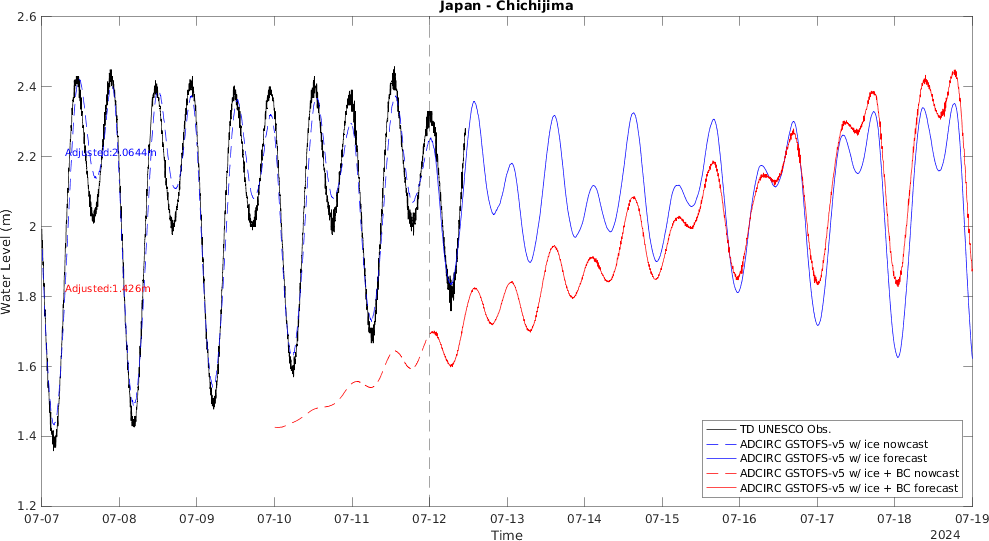 Japan - Chichijima
2.6
2.4
2.2
2
1.8
1.6
1.4
1.2
Water Level (m)
Adjusted:2.0644m
Adjusted:1.426m
TD UNESCO Obs.
ADCIRC GSTOFS-v5 w/ ice nowcast
ADCIRC GSTOFS-v5 w/ ice forecast
ADCIRC GSTOFS-v5 w/ ice + BC nowcast
ADCIRC GSTOFS-v5 w/ ice + BC forecast
07-07 07-08 07-09 07-10 07-11 07-12 07-13 07-14 07-15 07-16 07-17 07-18 07-19
Time
2024